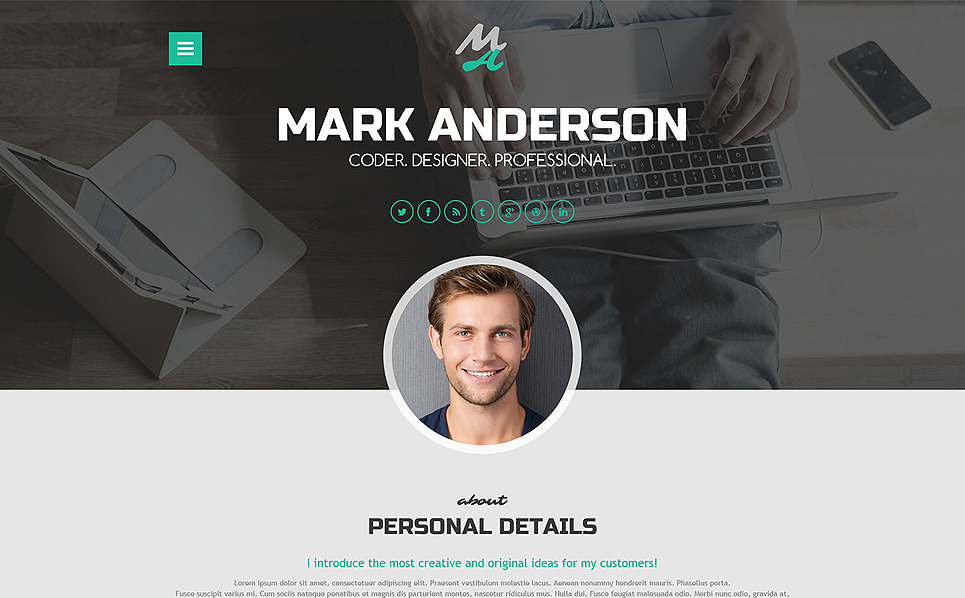 MA
MARK ANDERSON
CODER. DESIGNER. PROFESSIONAL.
about
PERSONAL DETAILS
I introduce the most creative and original ideas for my customers!
Lorem ipsum dolor sit amet, consectetuer adipiscing elit. Praesent vestibulum molestie lacus. Aenean nonummy hendrerit mauris. Phasellus porta.
Fusce suscipit varius mi. Cum sociis natoque penatibus et magnis dis parturient montes, nascetur ridiculus mus. Nulla dui. Fusce feugiat malesuada odio. Morbi nunc odio, gravida at,